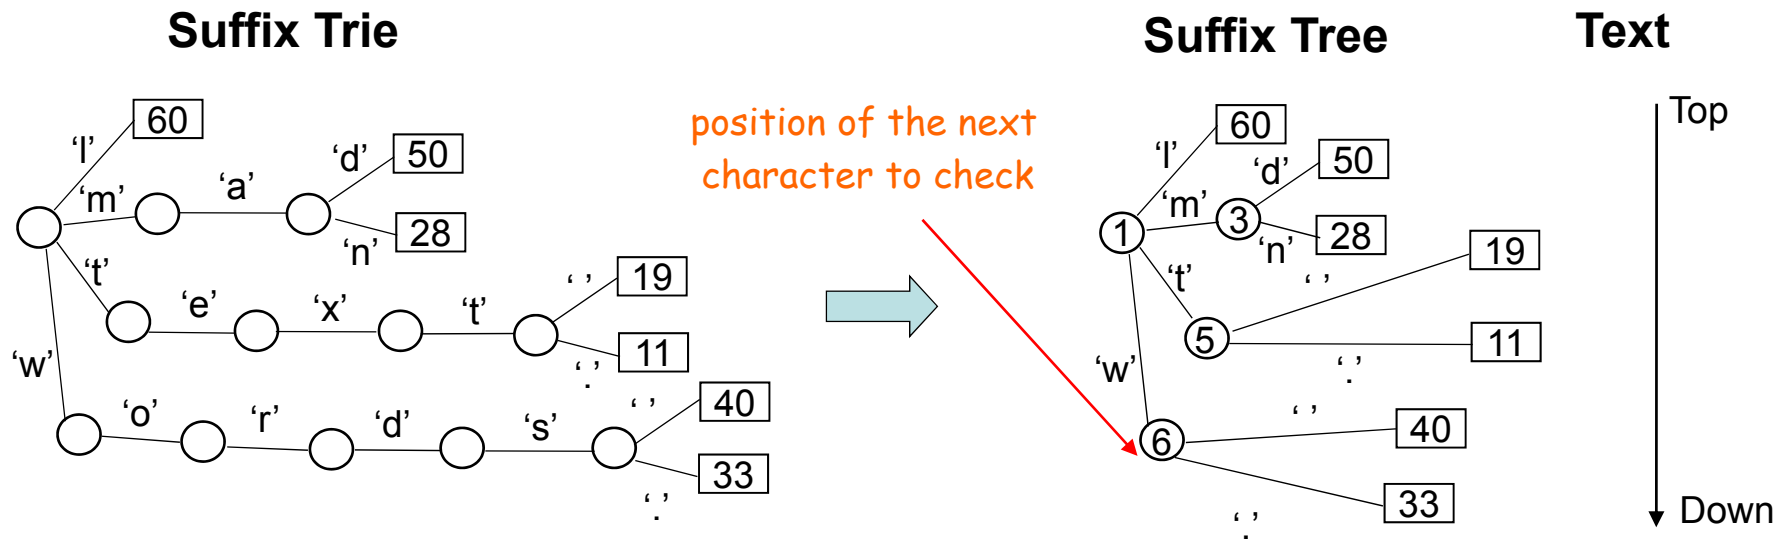 Suffix Trie
60
‘l’
‘d’
50
‘m’
‘a’
‘n’
28
‘t’
‘ ’
19
‘e’
‘x’
‘t’
11
‘.’
‘w’
‘ ’
40
‘o’
‘r’
‘d’
‘s’
33
‘.’
position of the next
character to check
Suffix Tree
60
‘l’
‘d’
50
‘m’
1
3
‘n’
28
‘t’
‘ ’
19
5
11
‘.’
‘w’
‘ ’
40
6
33
‘.’
Text
Top
Down